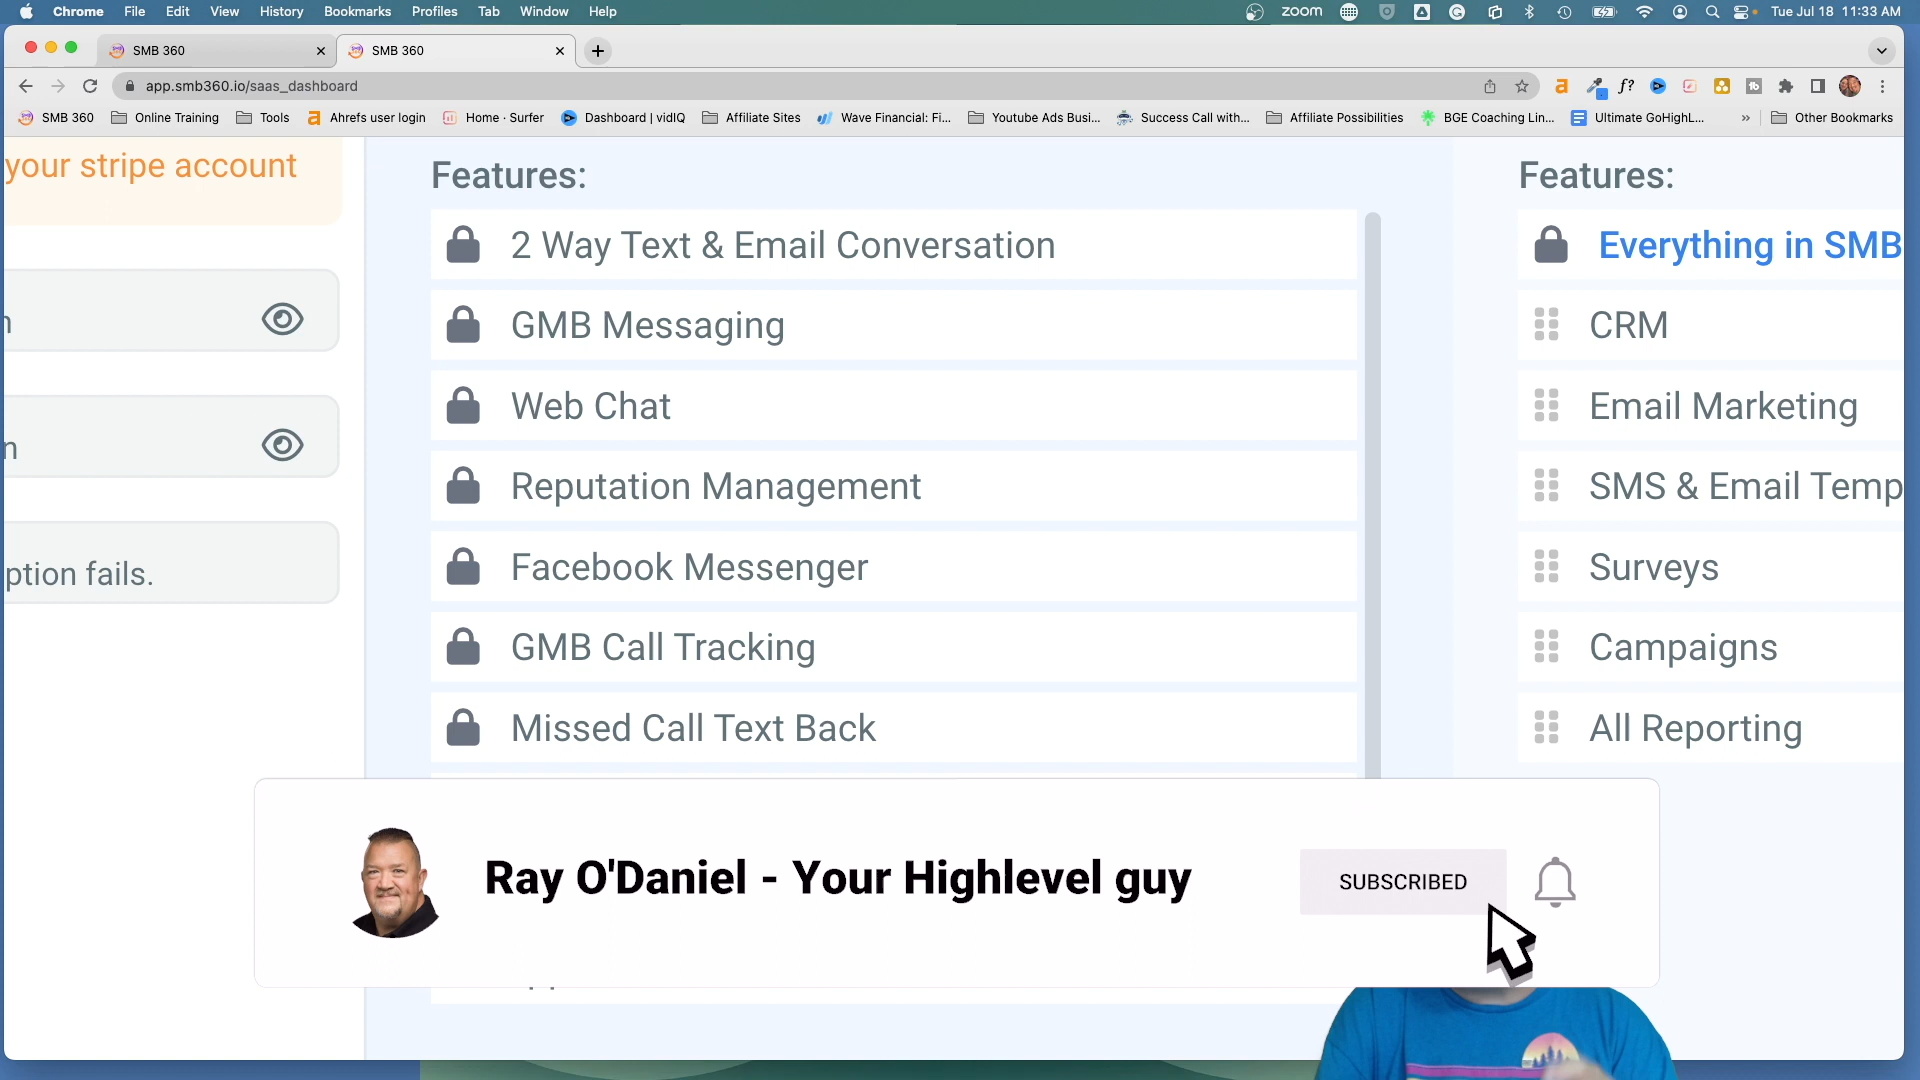 Chrome File Edit View History Bookmarks Profiles Tab Window Help
zoom
Tue Jul 18 11:33 AM
SMB 360
SMB 360
app.smb360.io/saas_dashboard
SMB 360 Online Training Tools Ahrefs user login Home · Surfer Dashboard | vidIQ Affiliate Sites Wave Financial: Fi... Youtube Ads Busi... Success Call with... Affiliate Possibilities BGE Coaching Lin... Ultimate GoHighL... » Other Bookmarks
your stripe account
n
n
ption fails.
Features:
2 Way Text & Email Conversation
GMB Messaging
Web Chat
Reputation Management
Facebook Messenger
GMB Call Tracking
Missed Call Text Back
Features:
Everything in SMB
CRM
Email Marketing
SMS & Email Temp
Surveys
Campaigns
All Reporting
Ray O'Daniel - Your Highlevel guy
SUBSCRIBED